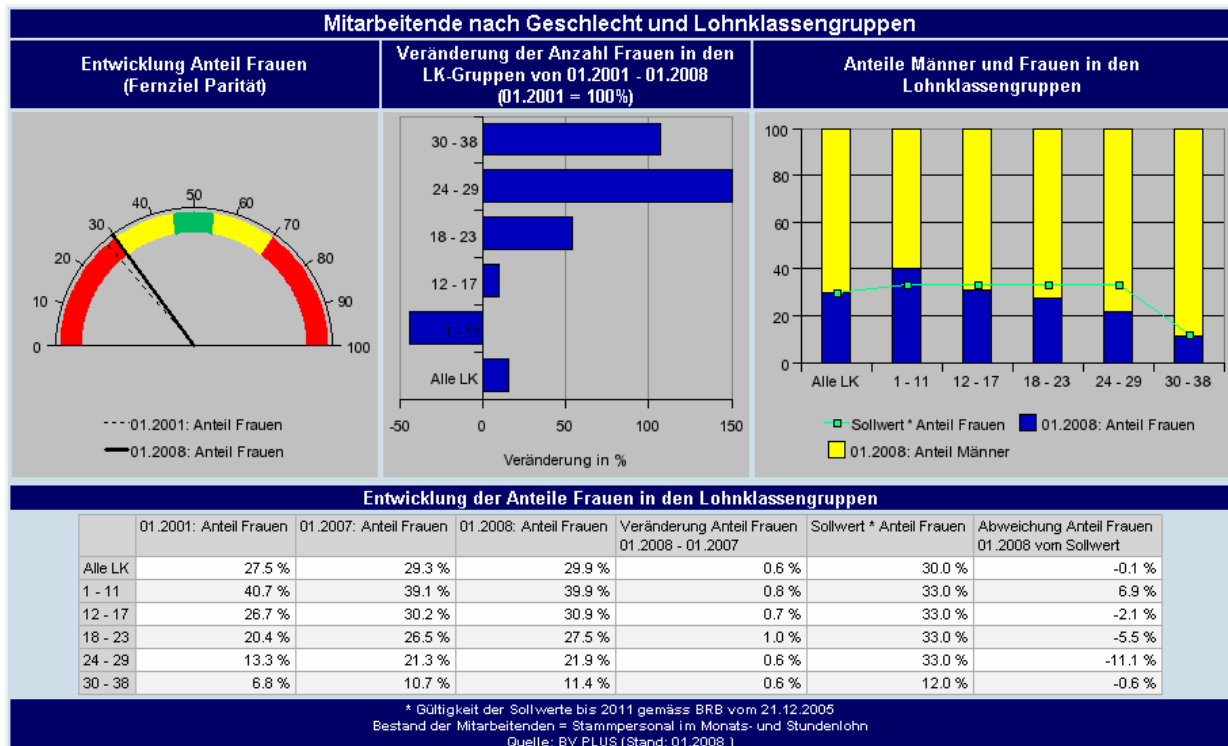 Mitarbeitende nach Geschlecht und Lohnklassengruppen
Entwicklung Anteil Frauen
(Fernziel Parität)
0
10
20
30
40
50
60
70
80
90
100
01.2001: Anteil Frauen
01.2008: Anteil Frauen
Veränderung der Anzahl Frauen in den
LK-Gruppen von 01.2001 - 01.2008
(01.2001 = 100%)
30 - 38
24 - 29
18 - 23
12 - 17
1 - 11
Alle LK
-50 0 50 100 150
Veränderung in %
Anteile Männer und Frauen in den
Lohnklassengruppen
100
80
60
40
20
0
Alle LK 1 - 11 12 - 17 18 - 23 24 - 29 30 - 38
Sollwert * Anteil Frauen 01.2008: Anteil Frauen
01.2008: Anteil Männer
Entwicklung der Anteile Frauen in den Lohnklassengruppen
01.2001: Anteil Frauen 01.2007: Anteil Frauen 01.2008: Anteil Frauen Veränderung Anteil Frauen Sollwert * Anteil Frauen Abweichung Anteil Frauen
01.2008 - 01.2007 01.2008 vom Sollwert
Alle LK 27.5 % 29.3 % 29.9 % 0.6 % 30.0 % -0.1 %
1 - 11 40.7 % 39.1 % 39.9 % 0.8 % 33.0 % 6.9 %
12 - 17 26.7 % 30.2 % 30.9 % 0.7 % 33.0 % -2.1 %
18 - 23 20.4 % 26.5 % 27.5 % 1.0 % 33.0 % -5.5 %
24 - 29 13.3 % 21.3 % 21.9 % 0.6 % 33.0 % -11.1 %
30 - 38 6.8 % 10.7 % 11.4 % 0.6 % 12.0 % -0.6 %
* Gültigkeit der Sollwerte bis 2011 gemäss BRB vom 21.12.2005
Bestand der Mitarbeitenden = Stammpersonal im Monats- und Stundenlohn
Quelle: BV PLUS (Stand: 01.2008 )